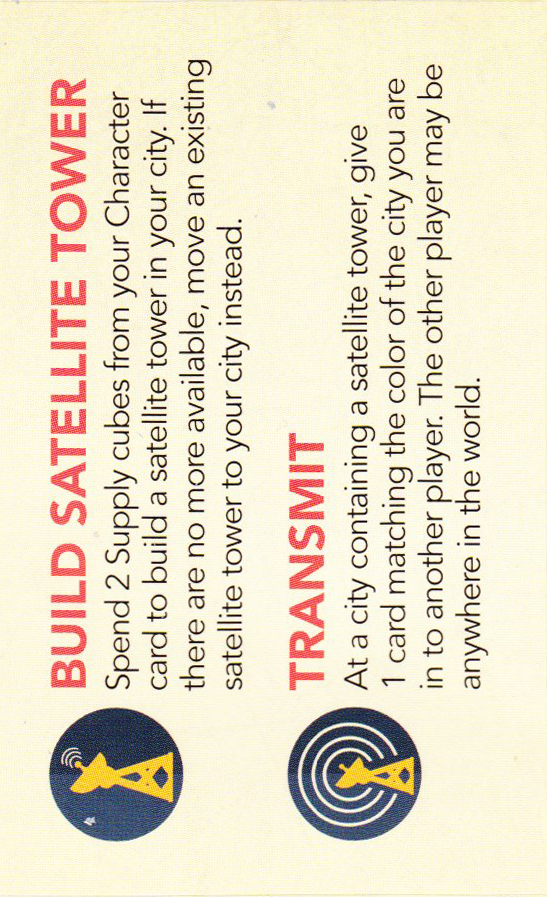 BUILD SATELLITE TOWER
Spend 2 Supply cubes from your Character
card to build a satellite tower in your city. If
there are no more available, move an existing
satellite tower to your city instead.
TRANSMIT
At a city containing a satellite tower, give
1 card matching the color of the city you are
in to another player. The other player may be
anywhere in the world.